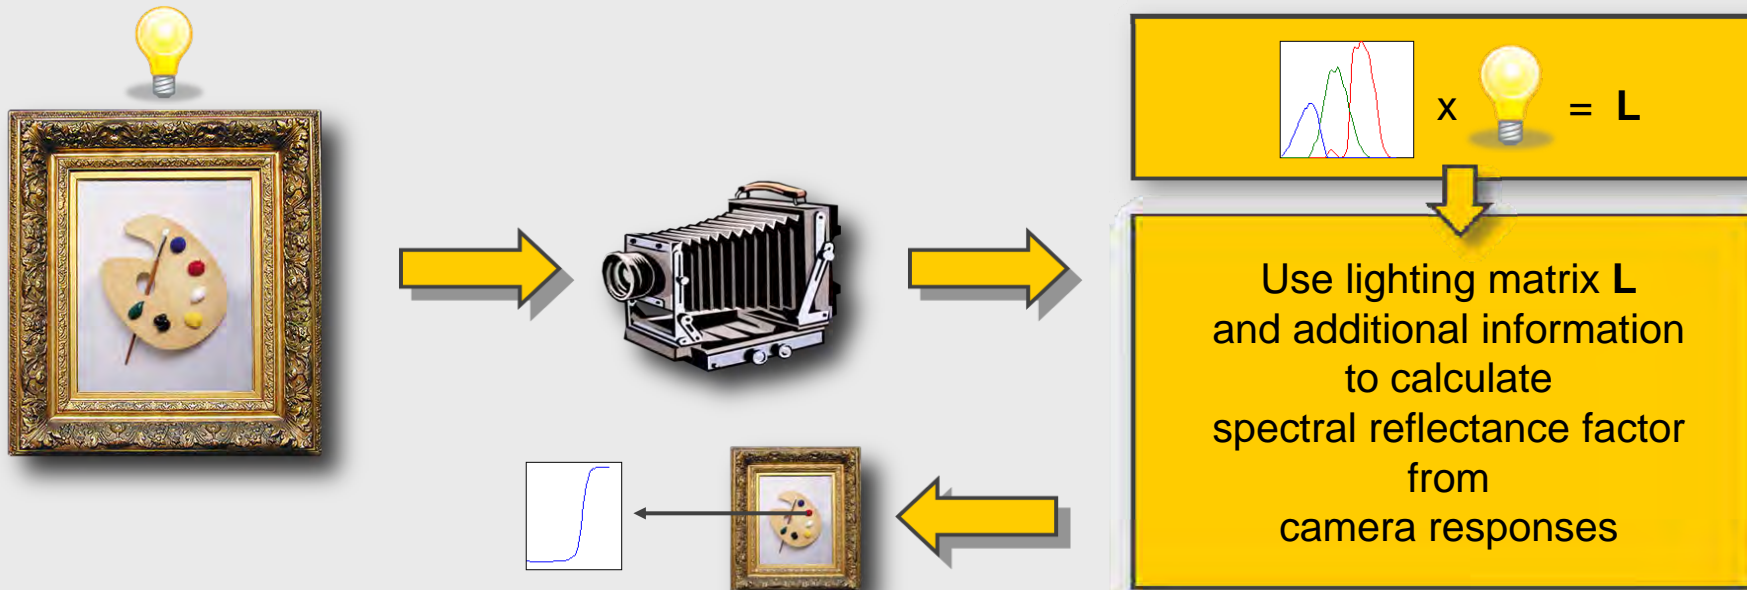 x = L
Use lighting matrix L
and additional information
to calculate
spectral reflectance factor
from
camera responses